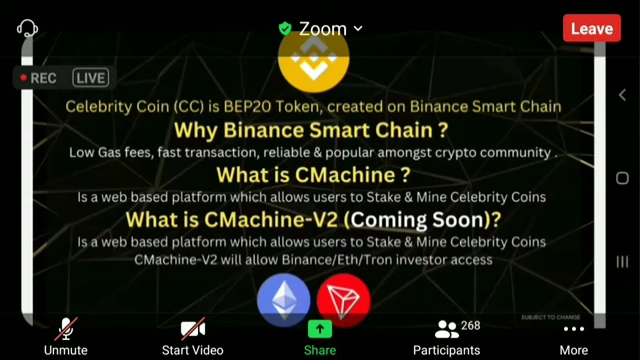 Zoom
Leave
REC
LIVE
Celebrity Coin (CC) is BEP20 Token, created on Binance Smart Chain
Why Binance Smart Chain ?
Low Gas fees, fast transaction, reliable & popular amongst crypto community .
What is CMachine ?
Is a web based platform which allows users to Stake & Mine Celebrity Coins
What is CMachine-V2 (Coming Soon)?
Is a web based platform which allows users to Stake & Mine Celebrity Coins
CMachine-V2 will allow Binance/Eth/Tron investor access
SUBJECT TO CHANGE
268
Unmute
Start Video
Share
Participants
More